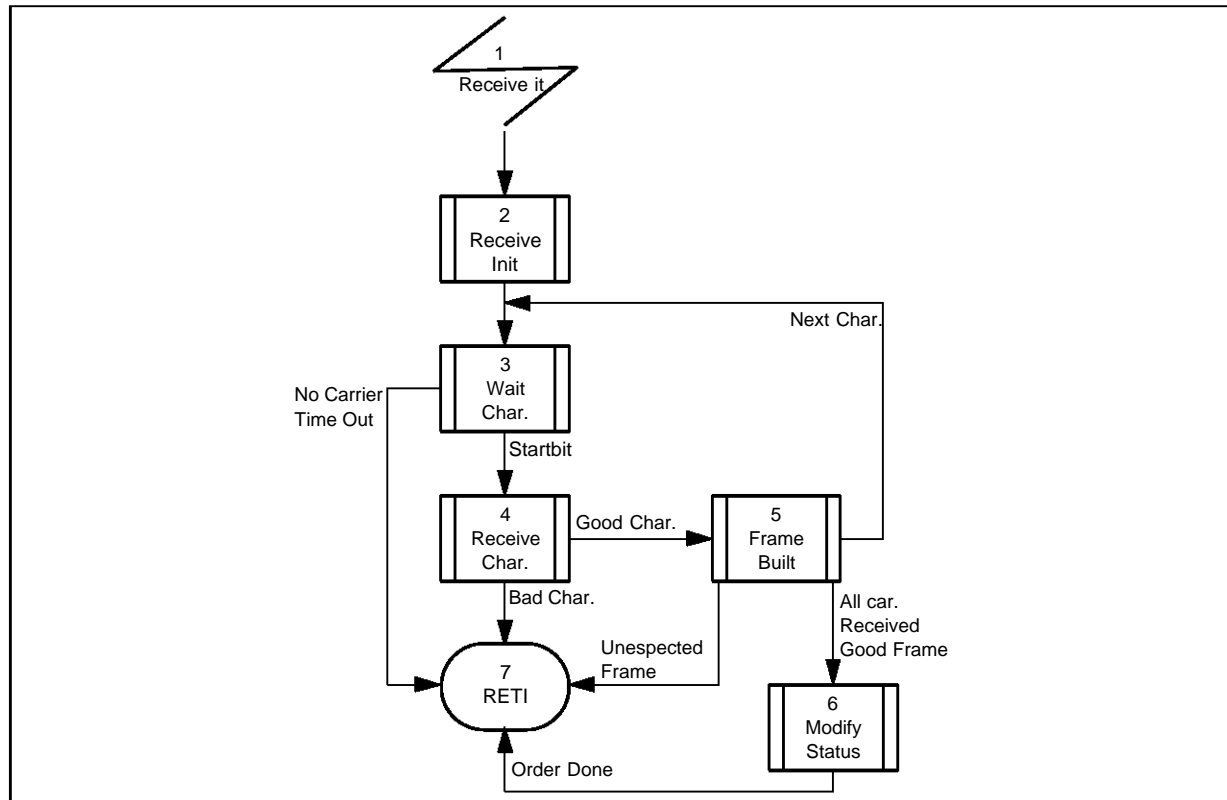 1
Receive it
2
Receive
Init
Next Char.
3
Wait
Char.
No Carrier
Time Out
Startbit
4
Receive
Char.
Good Char.
5
Frame
Built
Bad Char.
All car.
Received
Good Frame
Unespected
Frame
7
RETI
6
Modify
Status
Order Done